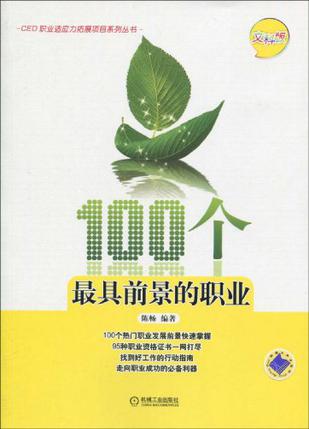 -CEO 职业适应力拓展项目系列丛书-
文科版
100个
最具前景的职业
陈畅 编著
100个热门职业发展前景快速掌握
95种职业资格证书一网打尽
找到好工作的行动指南
走向职业成功的必备利器
机械工业出版社